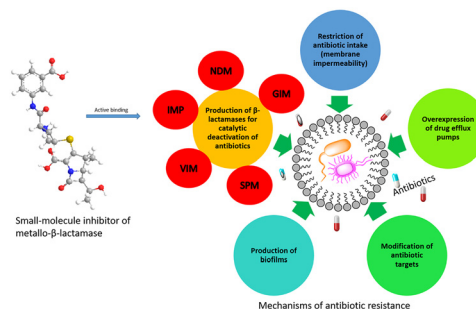 NDM
GIM
IMP
VIM
SPM
Production of β-
lactamases for
catalytic
deactivation of
antibiotics
Active binding
Small-molecule inhibitor of
metallo-β-lactamase
Restriction of
antibiotic intake
(membrane
impermeability)
Overexpression
of drug efflux
pumps
Antibiotics
Production of
biofilms
Modification of
antibiotic
targets
Mechanisms of antibiotic resistance